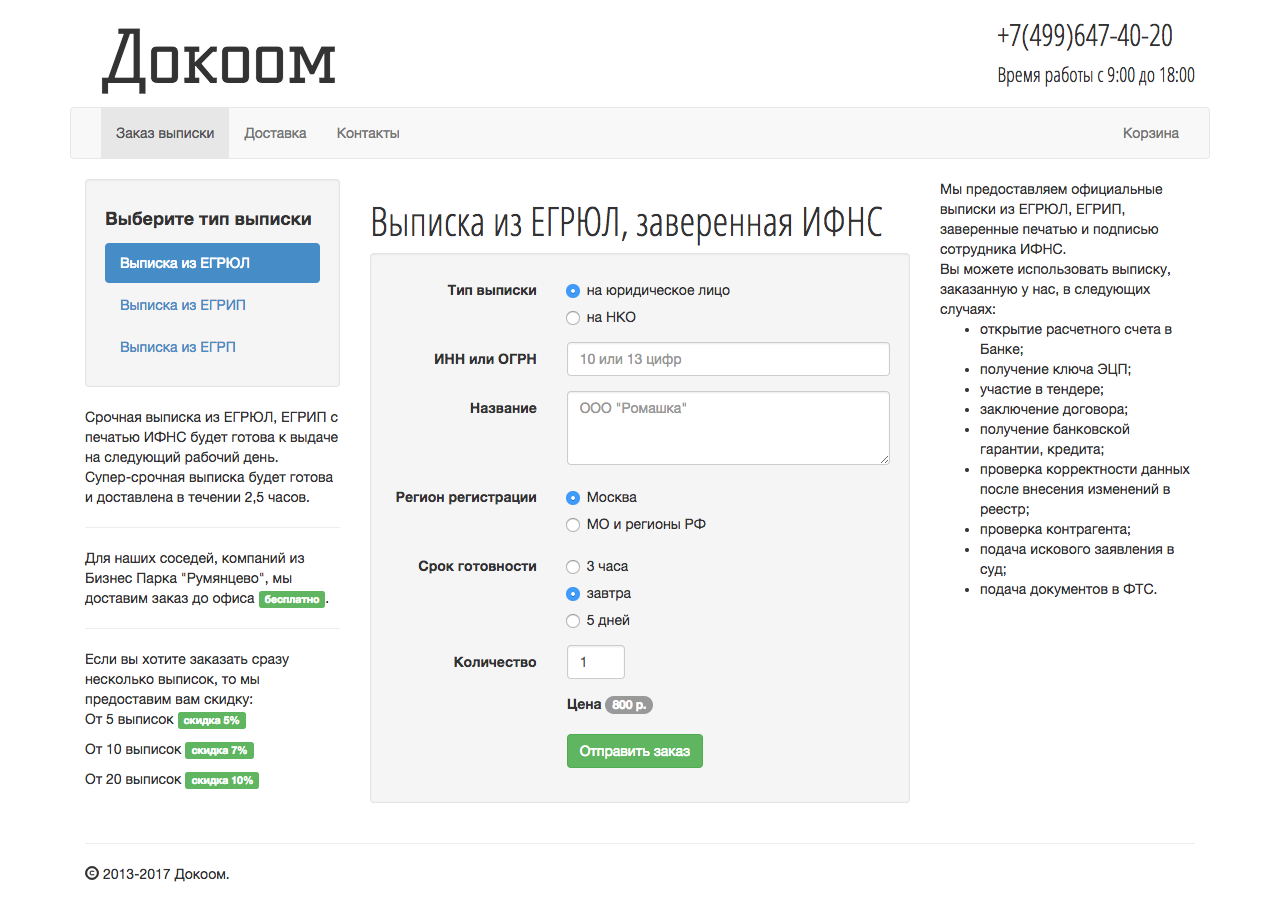 Докоом
+7(499)647-40-20
Время работы с 9:00 до 18:00
Заказ выписки
Доставка
Контакты
Корзина
Выберите тип выписки
Выписка из ЕГРЮЛ
Выписка из ЕГРИП
Выписка из ЕГРП
Срочная выписка из ЕГРЮЛ, ЕГРИП с
печатью ИФНС будет готова к выдаче
на следующий рабочий день.
Супер-срочная выписка будет готова
и доставлена в течении 2,5 часов.
Для наших соседей, компаний из
Бизнес Парка "Румянцево", мы
доставим заказ до офиса бесплатно.
Если вы хотите заказать сразу
несколько выписок, то мы
предоставим вам скидку:
От 5 выписок скидка 5%
От 10 выписок скидка 7%
От 20 выписок скидка 10%
Выписка из ЕГРЮЛ, заверенная ИФНС
Тип выписки
на юридическое лицо
на НКО
ИНН или ОГРН
10 или 13 цифр
Название
ООО "Ромашка"
Регион регистрации
Москва
МО и регионы РФ
Срок готовности
3 часа
завтра
5 дней
Количество
1
Цена 800 р.
Отправить заказ
Мы предоставляем официальные
выписки из ЕГРЮЛ, ЕГРИП,
заверенные печатью и подписью
сотрудника ИФНС.
Вы можете использовать выписку,
заказанную у нас, в следующих
случаях:
• открытие расчетного счета в
Банке;
• получение ключа ЭЦП;
• участие в тендере;
• заключение договора;
• получение банковской
гарантии, кредита;
• проверка корректности данных
после внесения изменений в
реестр;
• проверка контрагента;
• подача искового заявления в
суд;
• подача документов в ФТС.
© 2013-2017 Докоом.